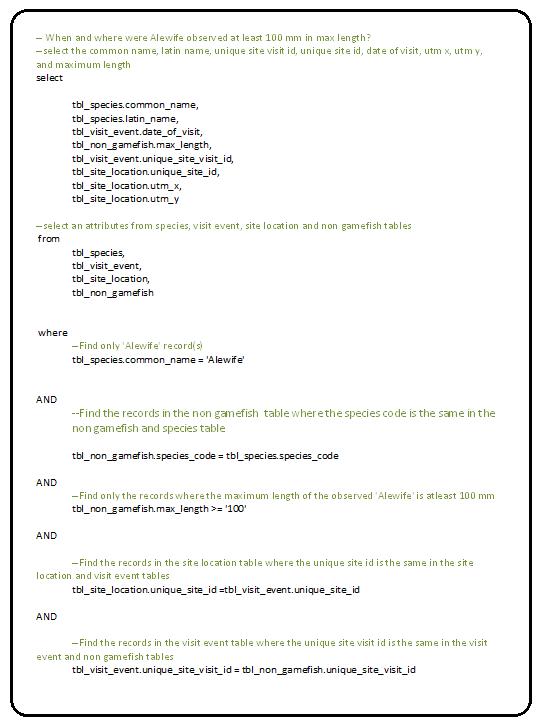 -- When and where were Alewife observed at least 100 mm in max length?
--select the common name, latin name, unique site visit id, unique site id, date of visit, utm x, utm y,
and maximum length
select
tbl_species.common_name,
tbl_species.latin_name,
tbl_visit_event.date_of_visit,
tbl_non_gamefish.max_length,
tbl_visit_event.unique_site_visit_id,
tbl_site_location.unique_site_id,
tbl_site_location.utm_x,
tbl_site_location.utm_y
--select an attributes from species, visit event, site location and non gamefish tables
from
tbl_species,
tbl_visit_event,
tbl_site_location,
tbl_non_gamefish
where
--Find only 'Alewife' record(s)
tbl_species.common_name = 'Alewife'
AND
--Find the records in the non gamefish table where the species code is the same in the
non gamefish and species table
tbl_non_gamefish.species_code = tbl_species.species_code
AND
--Find only the records where the maximum length of the observed 'Alewife' is atleast 100 mm
tbl_non_gamefish.max_length >= '100'
AND
--Find the records in the site location table where the unique site id is the same in the site
location and visit event tables
tbl_site_location.unique_site_id =tbl_visit_event.unique_site_id
AND
--Find the records in the visit event table where the unique site visit id is the same in the visit
event and non gamefish tables
tbl_visit_event.unique_site_visit_id = tbl_non_gamefish.unique_site_visit_id